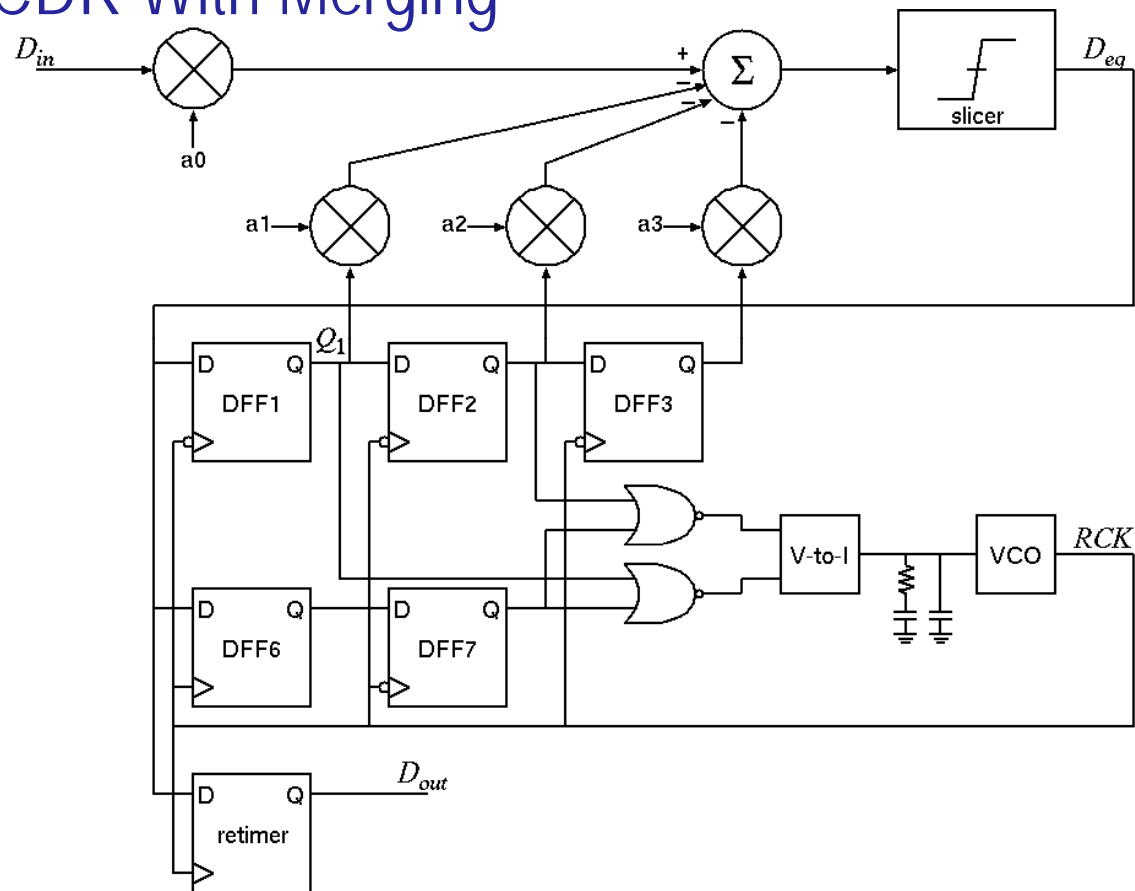 CDR With Merging
D_in
+
−
−
−
Σ
slicer
D_eq
a0
a1
a2
a3
Q_1
D Q
DFF1
D Q
DFF2
D Q
DFF3
V-to-I
VCO
RCK
D Q
DFF6
D Q
DFF7
D Q
retimer
D_out